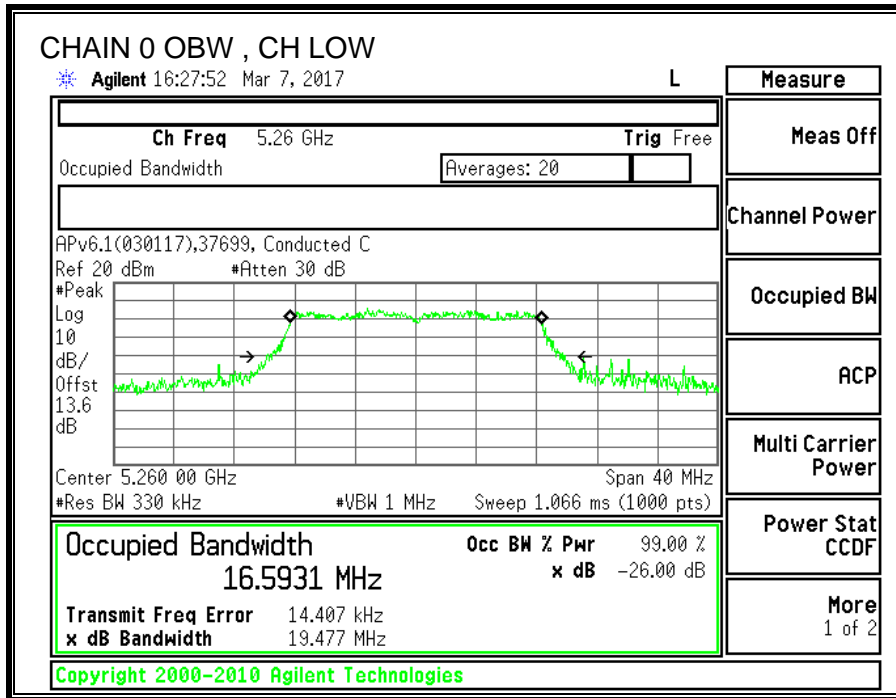 CHAIN 0 OBW , CH LOW
Agilent 16:27:52 Mar 7, 2017 L
Measure
Ch Freq 5.26 GHz Trig Free
Meas Off
Occupied Bandwidth Averages: 20
Channel Power
APv6.1(030117),37699, Conducted C
Ref 20 dBm #Atten 30 dB
#Peak
Log
10
dB/
Offst
13.6
dB
Occupied BW
ACP
Multi Carrier
Power
Center 5.260 00 GHz Span 40 MHz
#Res BW 330 kHz #VBW 1 MHz Sweep 1.066 ms (1000 pts)
Power Stat
CCDF
Occupied Bandwidth Occ BW % Pwr 99.00 %
16.5931 MHz x dB -26.00 dB
Transmit Freq Error 14.407 kHz
x dB Bandwidth 19.477 MHz
More
1 of 2
Copyright 2000-2010 Agilent Technologies